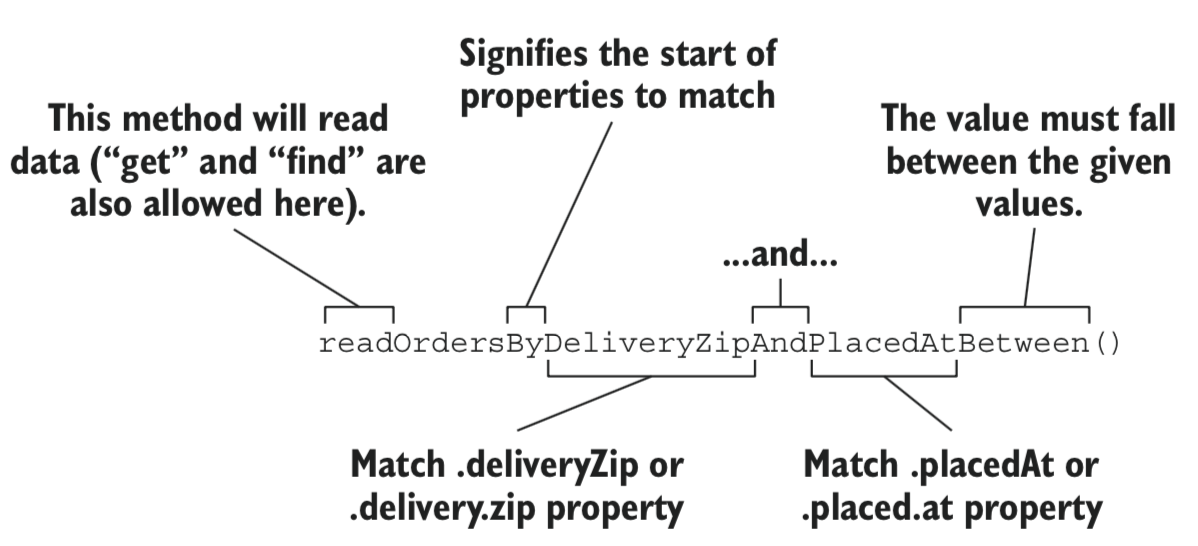 Signifies the start of
properties to match
This method will read
data (“get” and “find” are
also allowed here).
The value must fall
between the given
values.
...and...
readOrdersByDeliveryZipAndPlacedAtBetween()
Match .deliveryZip or
.delivery.zip property
Match .placedAt or
.placed.at property